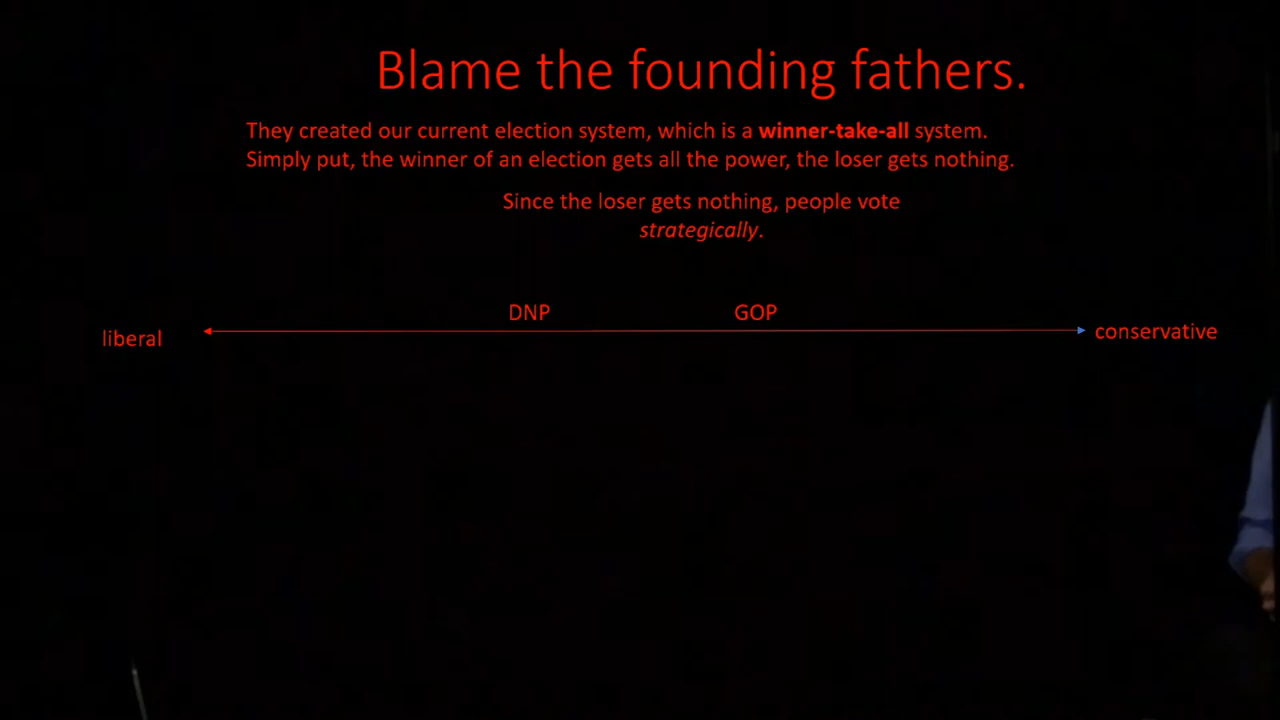 Blame the founding fathers.
They created our current election system, which is a winner-take-all system.
Simply put, the winner of an election gets all the power, the loser gets nothing.
Since the loser gets nothing, people vote
strategically.
DNP GOP
liberal conservative